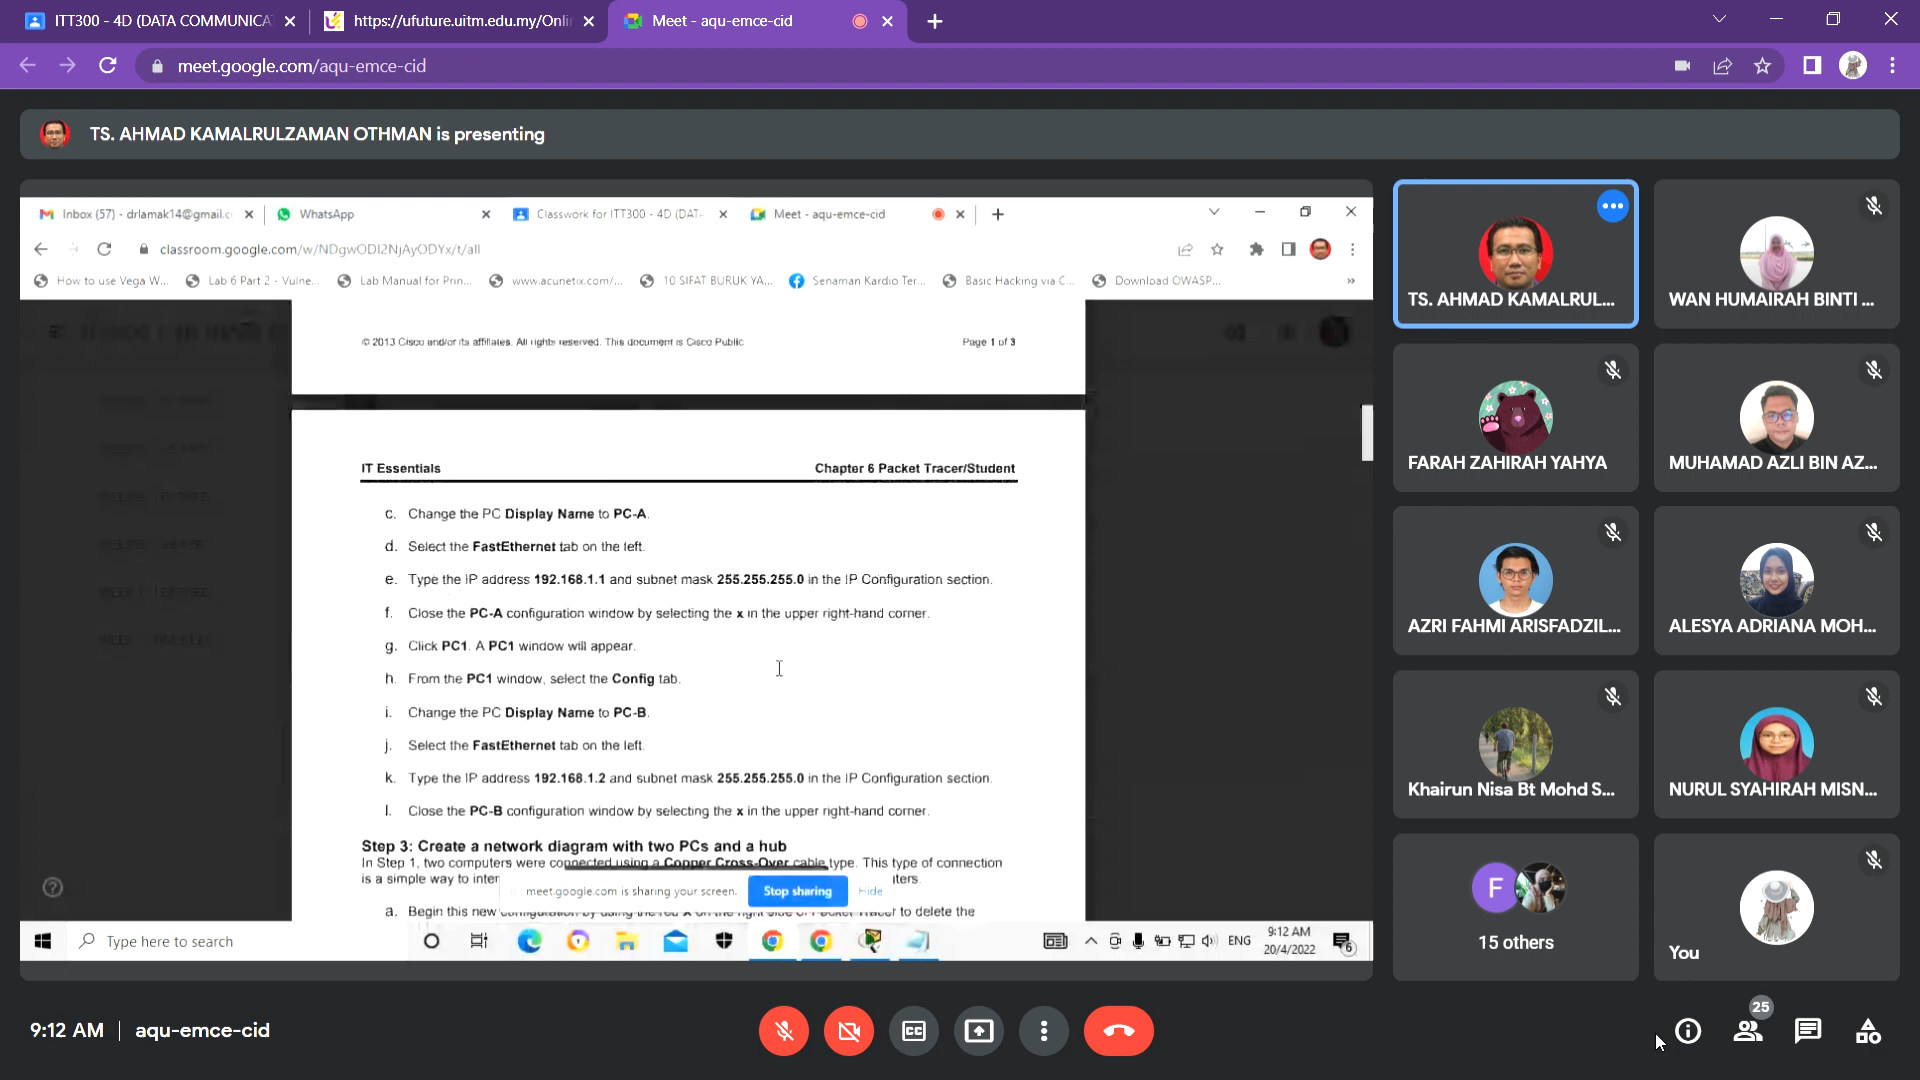 ITT300 - 4D (DATA COMMUNICA
https://ufuture.uitm.edu.my/Onli
Meet - aqu-emce-cid
meet.google.com/aqu-emce-cid
TS. AHMAD KAMALRULZAMAN OTHMAN is presenting
Inbox (57) - drlamak14@gmail.c
WhatsApp
Classwork for ITT300 - 4D (DAT-
Meet - aqu-emce-cid
classroom.google.com/w/NDgwODI2NjAyODYx/t/all
How to use Vega W...
Lab 6 Part 2 - Vulne...
Lab Manual for Prin...
www.acunetix.com/...
10 SIFAT BURUK YA...
Senaman Kardio Ter...
Basic Hacking via C...
Download OWASP...
© 2013 Cisco and/or its affiliates. All rights reserved. This document is Cisco Public
Page 1 of 3
IT Essentials
Chapter 6 Packet Tracer/Student
c. Change the PC Display Name to PC-A.
d. Select the FastEthernet tab on the left.
e. Type the IP address 192.168.1.1 and subnet mask 255.255.255.0 in the IP Configuration section.
f. Close the PC-A configuration window by selecting the x in the upper right-hand corner.
g. Click PC1. A PC1 window will appear.
h. From the PC1 window, select the Config tab.
i. Change the PC Display Name to PC-B.
j. Select the FastEthernet tab on the left.
k. Type the IP address 192.168.1.2 and subnet mask 255.255.255.0 in the IP Configuration section.
l. Close the PC-B configuration window by selecting the x in the upper right-hand corner.
Step 3: Create a network diagram with two PCs and a hub
In Step 1, two computers were connected using a Copper Cross-Over cable type. This type of connection
is a simple way to inter
ters.
meet.google.com is sharing your screen.
Stop sharing
Hide
a. Begin this new configuration by using the red X on the right side of Packet Tracer to delete the
Type here to search
ENG
9:12 AM
20/4/2022
6
TS. AHMAD KAMALRUL...
WAN HUMAIRAH BINTI ...
FARAH ZAHIRAH YAHYA
MUHAMAD AZLI BIN AZ...
AZRI FAHMI ARISFADZIL...
ALESYA ADRIANA MOH...
Khairun Nisa Bt Mohd S...
NURUL SYAHIRAH MISN...
F
15 others
You
9:12 AM
aqu-emce-cid
CC
25